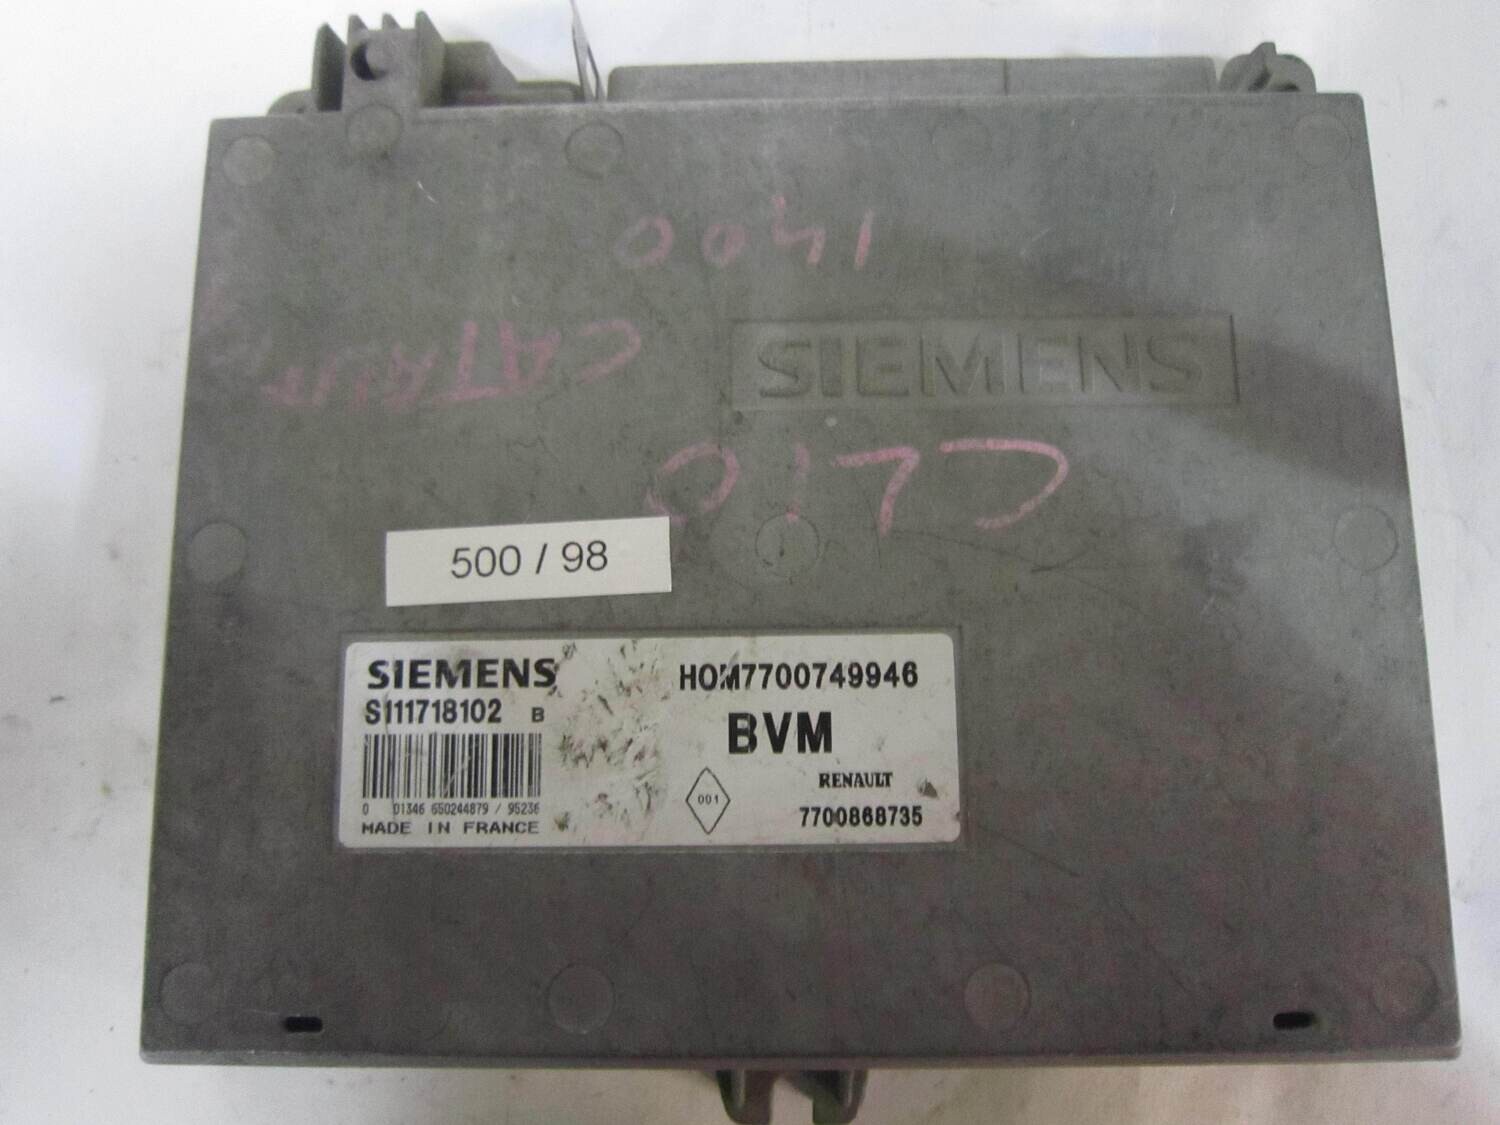 1400
SIEMENS
CLIO
500 / 98
SIEMENS
S111718102 B
HOM7700749946
BVM
RENAULT
001
7700868735
0 01346 650244879 / 95236
MADE IN FRANCE